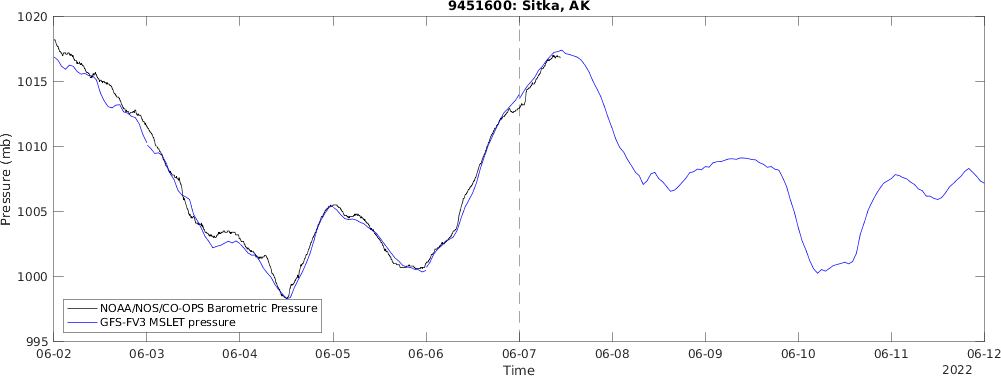 9451600: Sitka, AK
1020
1015
1010
1005
1000
995
Pressure (mb)
NOAA/NOS/CO-OPS Barometric Pressure
GFS-FV3 MSLET pressure
06-02 06-03 06-04 06-05 06-06 06-07 06-08 06-09 06-10 06-11 06-12
Time
2022